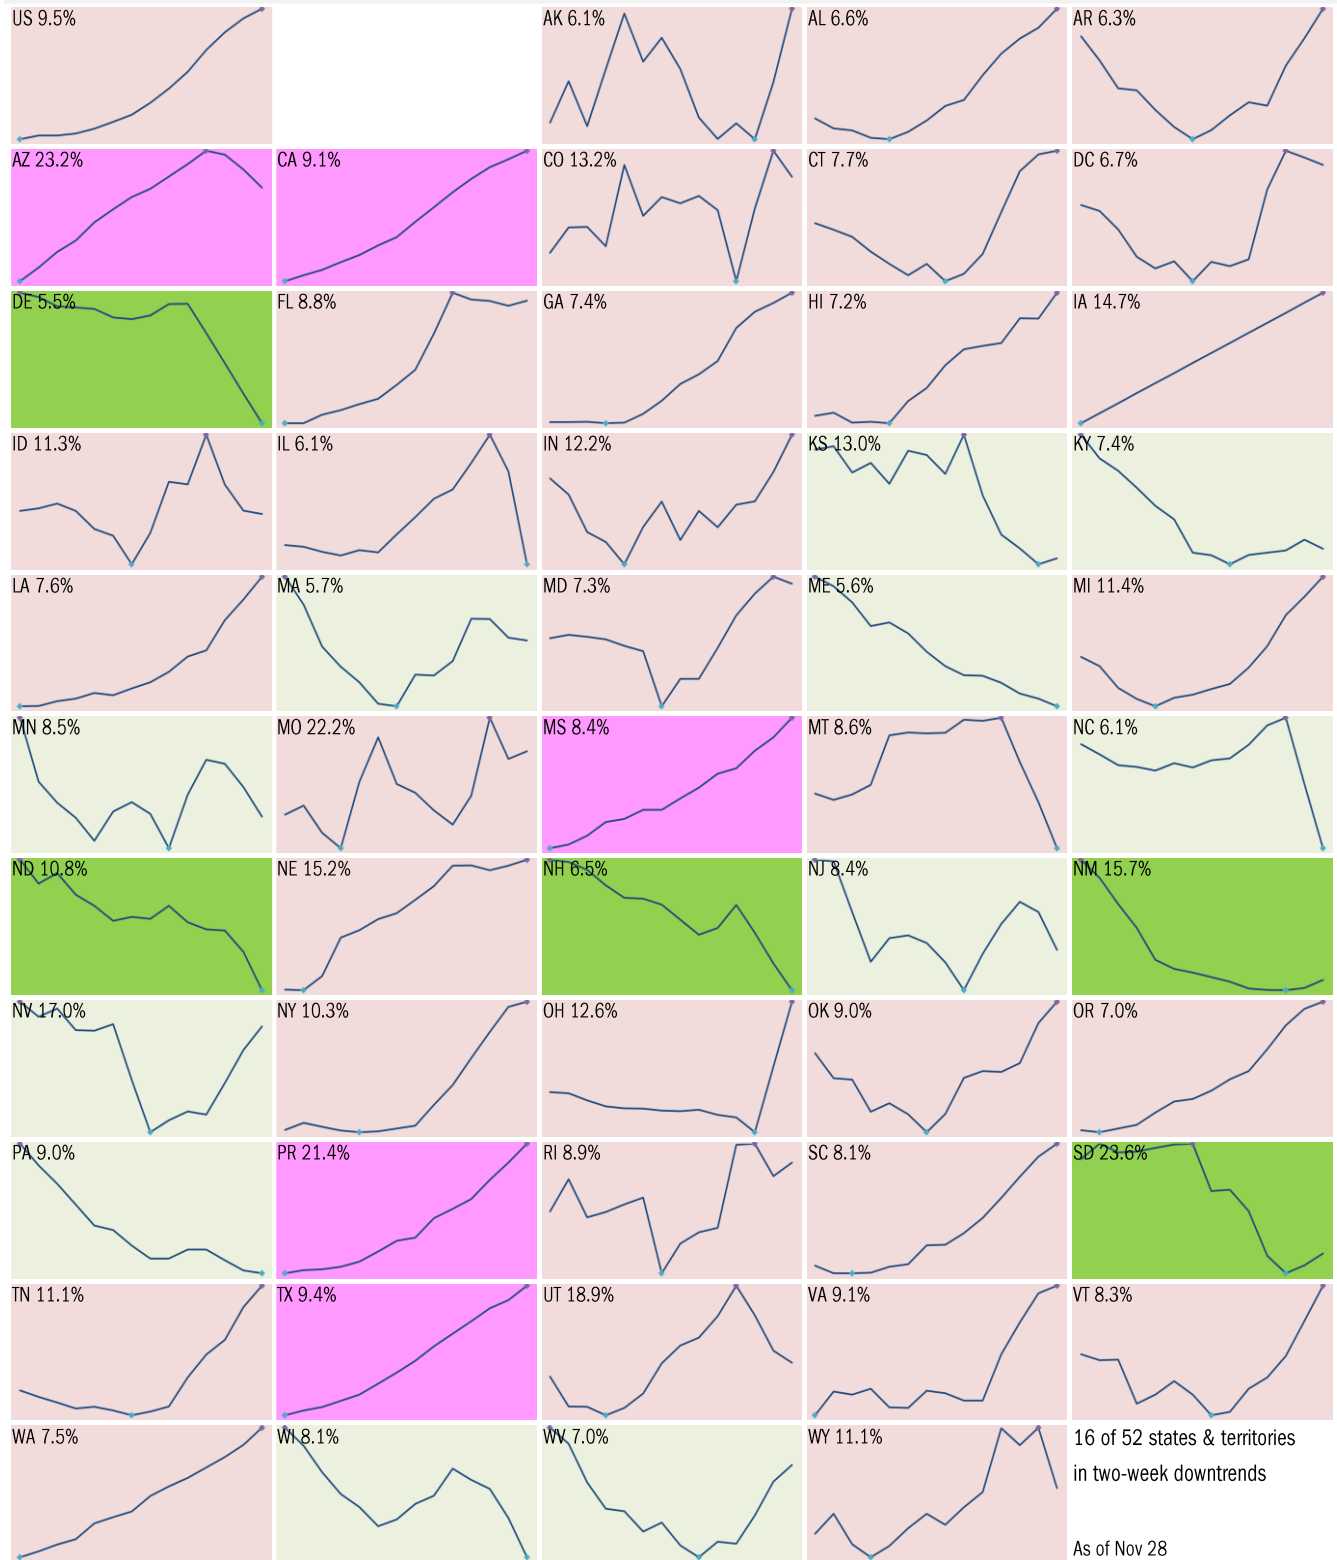 US 9.5%
AK 6.1%
AL 6.6%
AR 6.3%
AZ 23.2%
CA 9.1%
CO 13.2%
CT 7.7%
DC 6.7%
DE 5.5%
FL 8.8%
GA 7.4%
HI 7.2%
IA 14.7%
ID 11.3%
IL 6.1%
IN 12.2%
KS 13.0%
KY 7.4%
LA 7.6%
MA 5.7%
MD 7.3%
ME 5.6%
MI 11.4%
MN 8.5%
MO 22.2%
MS 8.4%
MT 8.6%
NC 6.1%
ND 10.8%
NE 15.2%
NH 6.5%
NJ 8.4%
NM 15.7%
NV 17.0%
NY 10.3%
OH 12.6%
OK 9.0%
OR 7.0%
PA 9.0%
PR 21.4%
RI 8.9%
SC 8.1%
SD 23.6%
TN 11.1%
TX 9.4%
UT 18.9%
VA 9.1%
VT 8.3%
WA 7.5%
WI 8.1%
WV 7.0%
WY 11.1%
16 of 52 states & territories
in two-week downtrends
As of Nov 28